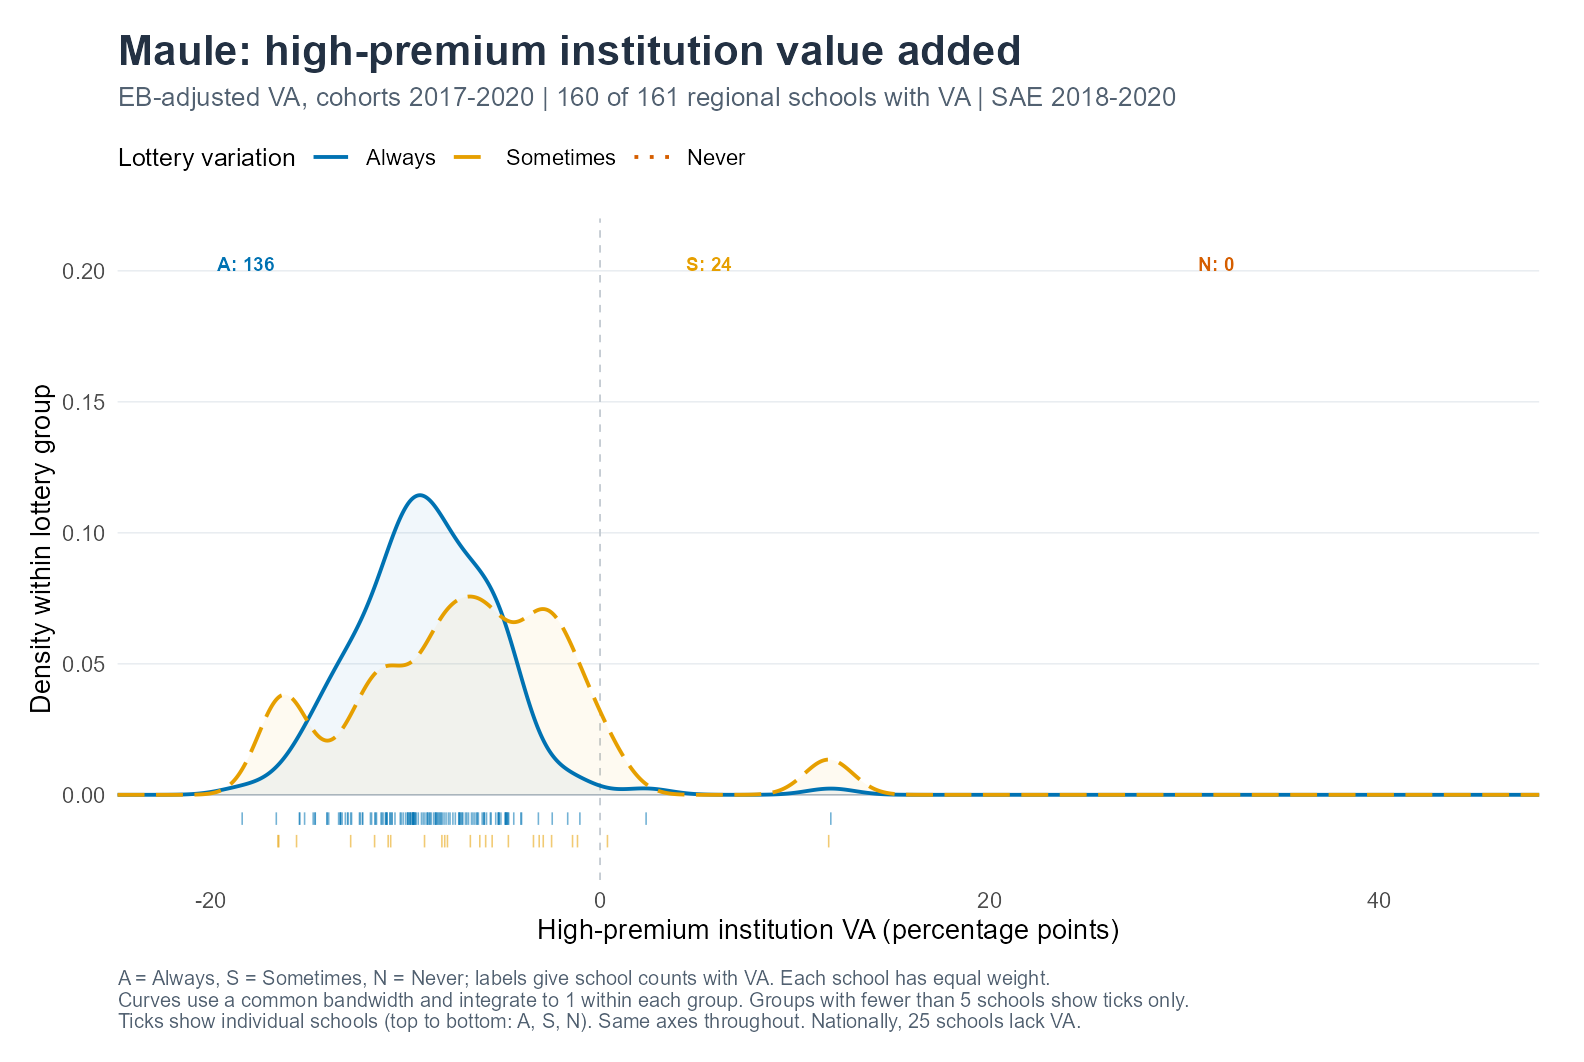 Maule: high-premium institution value added
EB-adjusted VA, cohorts 2017-2020 | 160 of 161 regional schools with VA | SAE 2018-2020
Lottery variation Always Sometimes Never
A: 136 S: 24 N: 0
0.20
0.15
0.10
0.05
0.00
Density within lottery group
-20 0 20 40
High-premium institution VA (percentage points)
A = Always, S = Sometimes, N = Never; labels give school counts with VA. Each school has equal weight.
Curves use a common bandwidth and integrate to 1 within each group. Groups with fewer than 5 schools show ticks only.
Ticks show individual schools (top to bottom: A, S, N). Same axes throughout. Nationally, 25 schools lack VA.